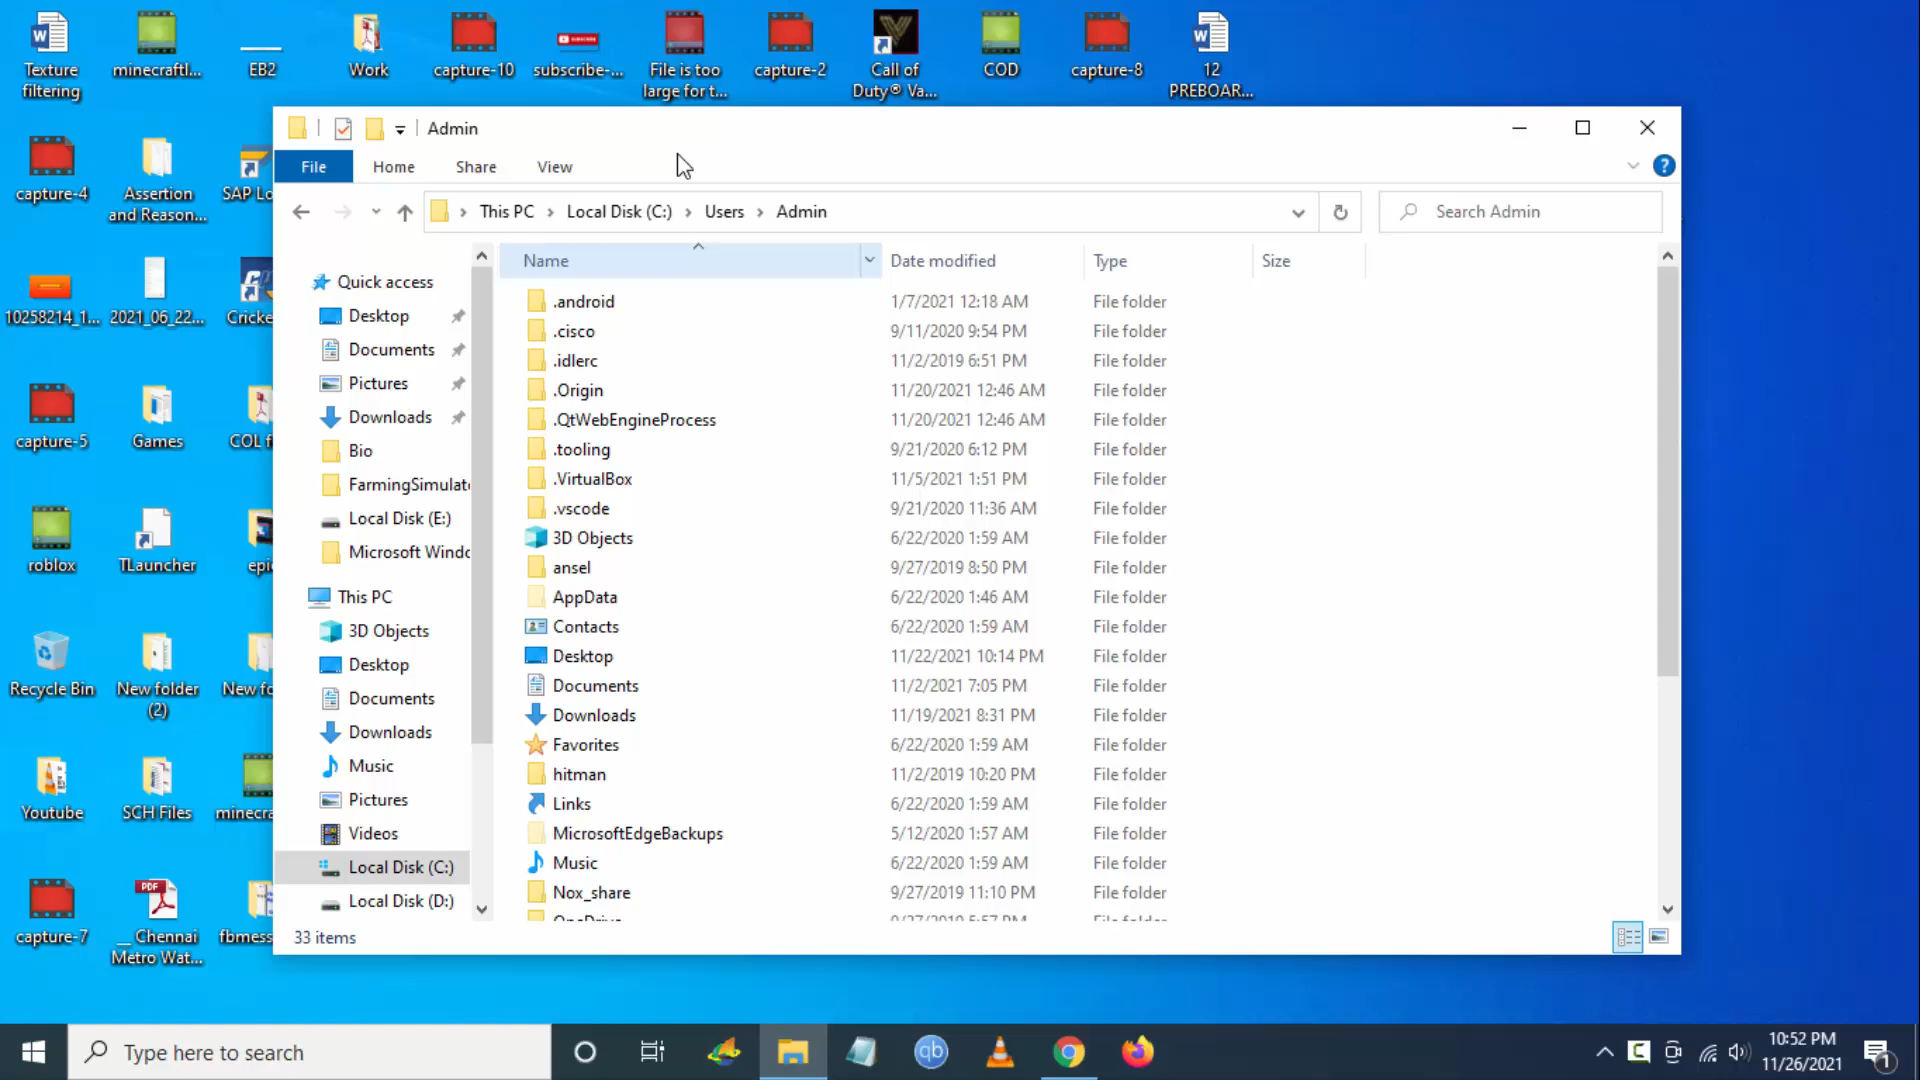 Texture
filtering
minecraftl...
EB2
Work
capture-10
subscribe-...
File is too
large for t...
capture-2
Call of
Duty® Va...
COD
capture-8
12
PREBOAR...
Admin
File
Home
Share
View
This PC
Local Disk (C:)
Users
Admin
Search Admin
capture-4
Assertion
and Reason...
SAP Lo
10258214_1...
2021_06_22...
Cricke
capture-5
Games
COL f
roblox
TLauncher
epi
Recycle Bin
New folder
(2)
New fo
Youtube
SCH Files
minecra
capture-7
PDF
__ Chennai
Metro Wat...
fbmess
Quick access
Desktop
Documents
Pictures
Downloads
Bio
FarmingSimulat
Local Disk (E:)
Microsoft Windo
This PC
3D Objects
Desktop
Documents
Downloads
Music
Pictures
Videos
Local Disk (C:)
Local Disk (D:)
Name Date modified Type Size
.android 1/7/2021 12:18 AM File folder
.cisco 9/11/2020 9:54 PM File folder
.idlerc 11/2/2019 6:51 PM File folder
.Origin 11/20/2021 12:46 AM File folder
.QtWebEngineProcess 11/20/2021 12:46 AM File folder
.tooling 9/21/2020 6:12 PM File folder
.VirtualBox 11/5/2021 1:51 PM File folder
.vscode 9/21/2020 11:36 AM File folder
3D Objects 6/22/2020 1:59 AM File folder
ansel 9/27/2019 8:50 PM File folder
AppData 6/22/2020 1:46 AM File folder
Contacts 6/22/2020 1:59 AM File folder
Desktop 11/22/2021 10:14 PM File folder
Documents 11/2/2021 7:05 PM File folder
Downloads 11/19/2021 8:31 PM File folder
Favorites 6/22/2020 1:59 AM File folder
hitman 11/2/2019 10:20 PM File folder
Links 6/22/2020 1:59 AM File folder
MicrosoftEdgeBackups 5/12/2020 1:57 AM File folder
Music 6/22/2020 1:59 AM File folder
Nox_share 9/27/2019 11:10 PM File folder
OneDrive 9/27/2019 5:57 PM File folder
33 items
Type here to search
qb
10:52 PM
11/26/2021
1